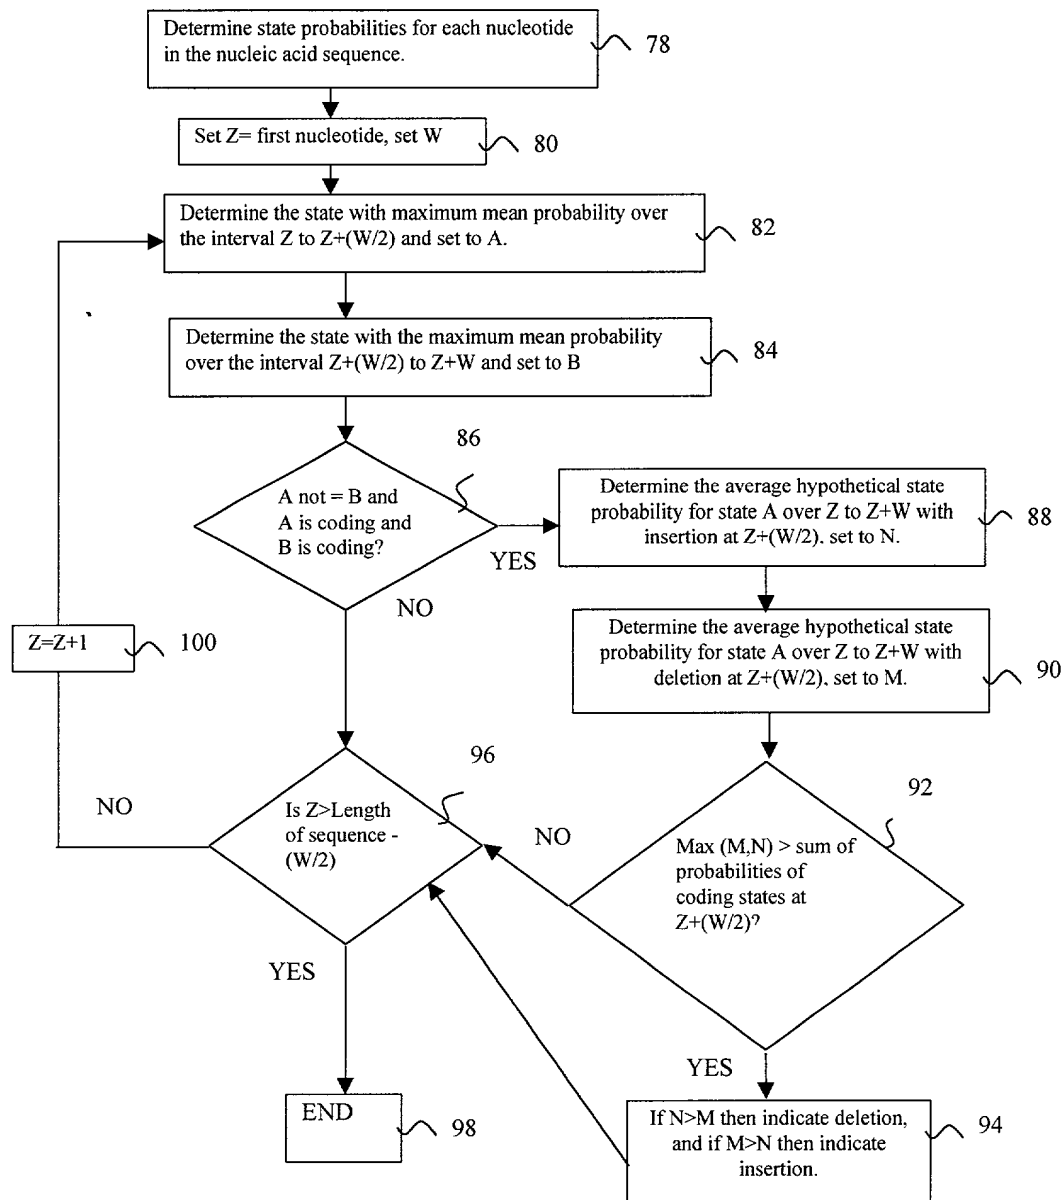 Determine state probabilities for each nucleotide
in the nucleic acid sequence.
78
Set Z= first nucleotide, set W
80
Determine the state with maximum mean probability over
the interval Z to Z+(W/2) and set to A.
82
Determine the state with the maximum mean probability
over the interval Z+(W/2) to Z+W and set to B
84
86
A not = B and
A is coding and
B is coding?
YES
NO
Determine the average hypothetical state
probability for state A over Z to Z+W with
insertion at Z+(W/2), set to N.
88
Determine the average hypothetical state
probability for state A over Z to Z+W with
deletion at Z+(W/2), set to M.
90
Z=Z+1
100
96
Is Z>Length
of sequence -
(W/2)
NO
YES
92
Max (M,N) > sum of
probabilities of
coding states at
Z+(W/2)?
NO
YES
END
98
If N>M then indicate deletion,
and if M>N then indicate
insertion.
94